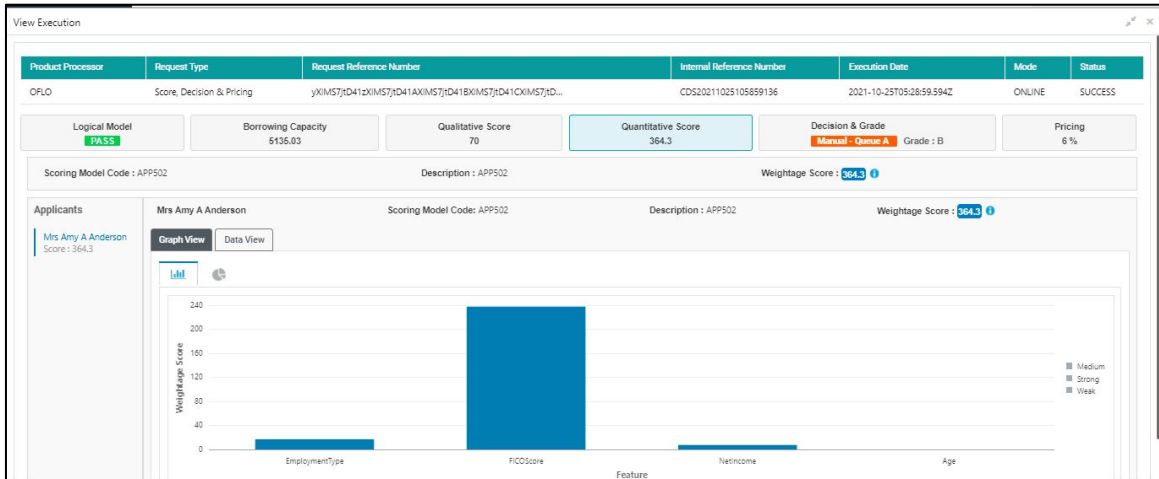 View Execution
Product Processor Request Type Request Reference Number Internal Reference Number Execution Date Mode Status
OFLO Score, Decision & Pricing yXIMS7jtD41zXIMS7jtD41AXIMS7jtD41BXIMS7jtD41CXIMS7jtD... CDS20211025105859136 2021-10-25T05:28:59.594Z ONLINE SUCCESS
Logical Model Borrowing Capacity Qualitative Score Quantitative Score Decision & Grade Pricing
PASS 5135.03 70 364.3 Manual - Queue A Grade : B 6 %
Scoring Model Code : APP502 Description : APP502 Weightage Score : 364.3
Applicants Mrs Amy A Anderson Scoring Model Code: APP502 Description : APP502 Weightage Score : 364.3
Mrs Amy A Anderson
Score : 364.3
Graph View Data View
240
200
160
120
80
40
0
Weightage Score
Medium
Strong
Weak
EmploymentType FICOScore NetIncome Age
Feature